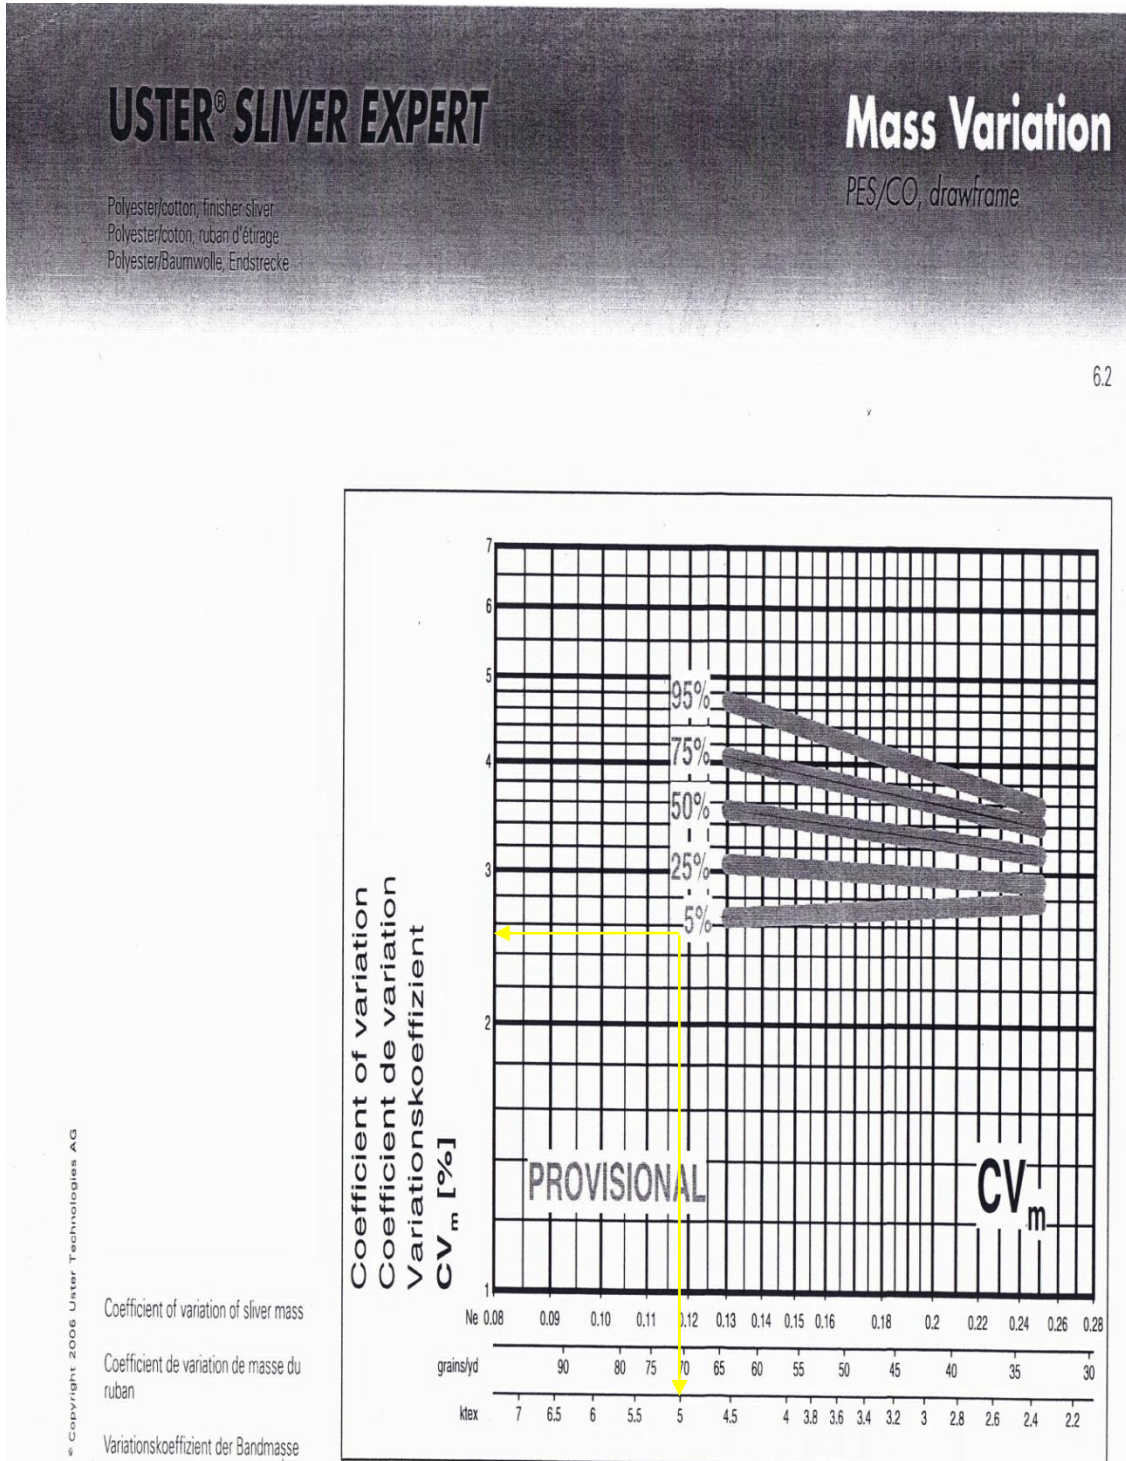 USTER® SLIVER EXPERT
Mass Variation
PES/CO, drawframe
Polyester/cotton, finisher sliver
Polyester/coton, ruban d'étirage
Polyester/Baumwolle, Endstrecke
6.2
7
6
5
4
3
2
1
95%
75%
50%
25%
5%
Coefficient of variation
Coefficient de variation
Variationskoeffizient
CVm [%]
PROVISIONAL
CVm
Ne 0.08 0.09 0.10 0.11 0.12 0.13 0.14 0.15 0.16 0.18 0.2 0.22 0.24 0.26 0.28
grains/yd 90 80 75 70 65 60 55 50 45 40 35 30
ktex 7 6.5 6 5.5 5 4.5 4 3.8 3.6 3.4 3.2 3 2.8 2.6 2.4 2.2
Coefficient of variation of sliver mass
Coefficient de variation de masse du
ruban
Variationskoeffizient der Bandmasse
© Copyright 2006 Uster Technologies AG